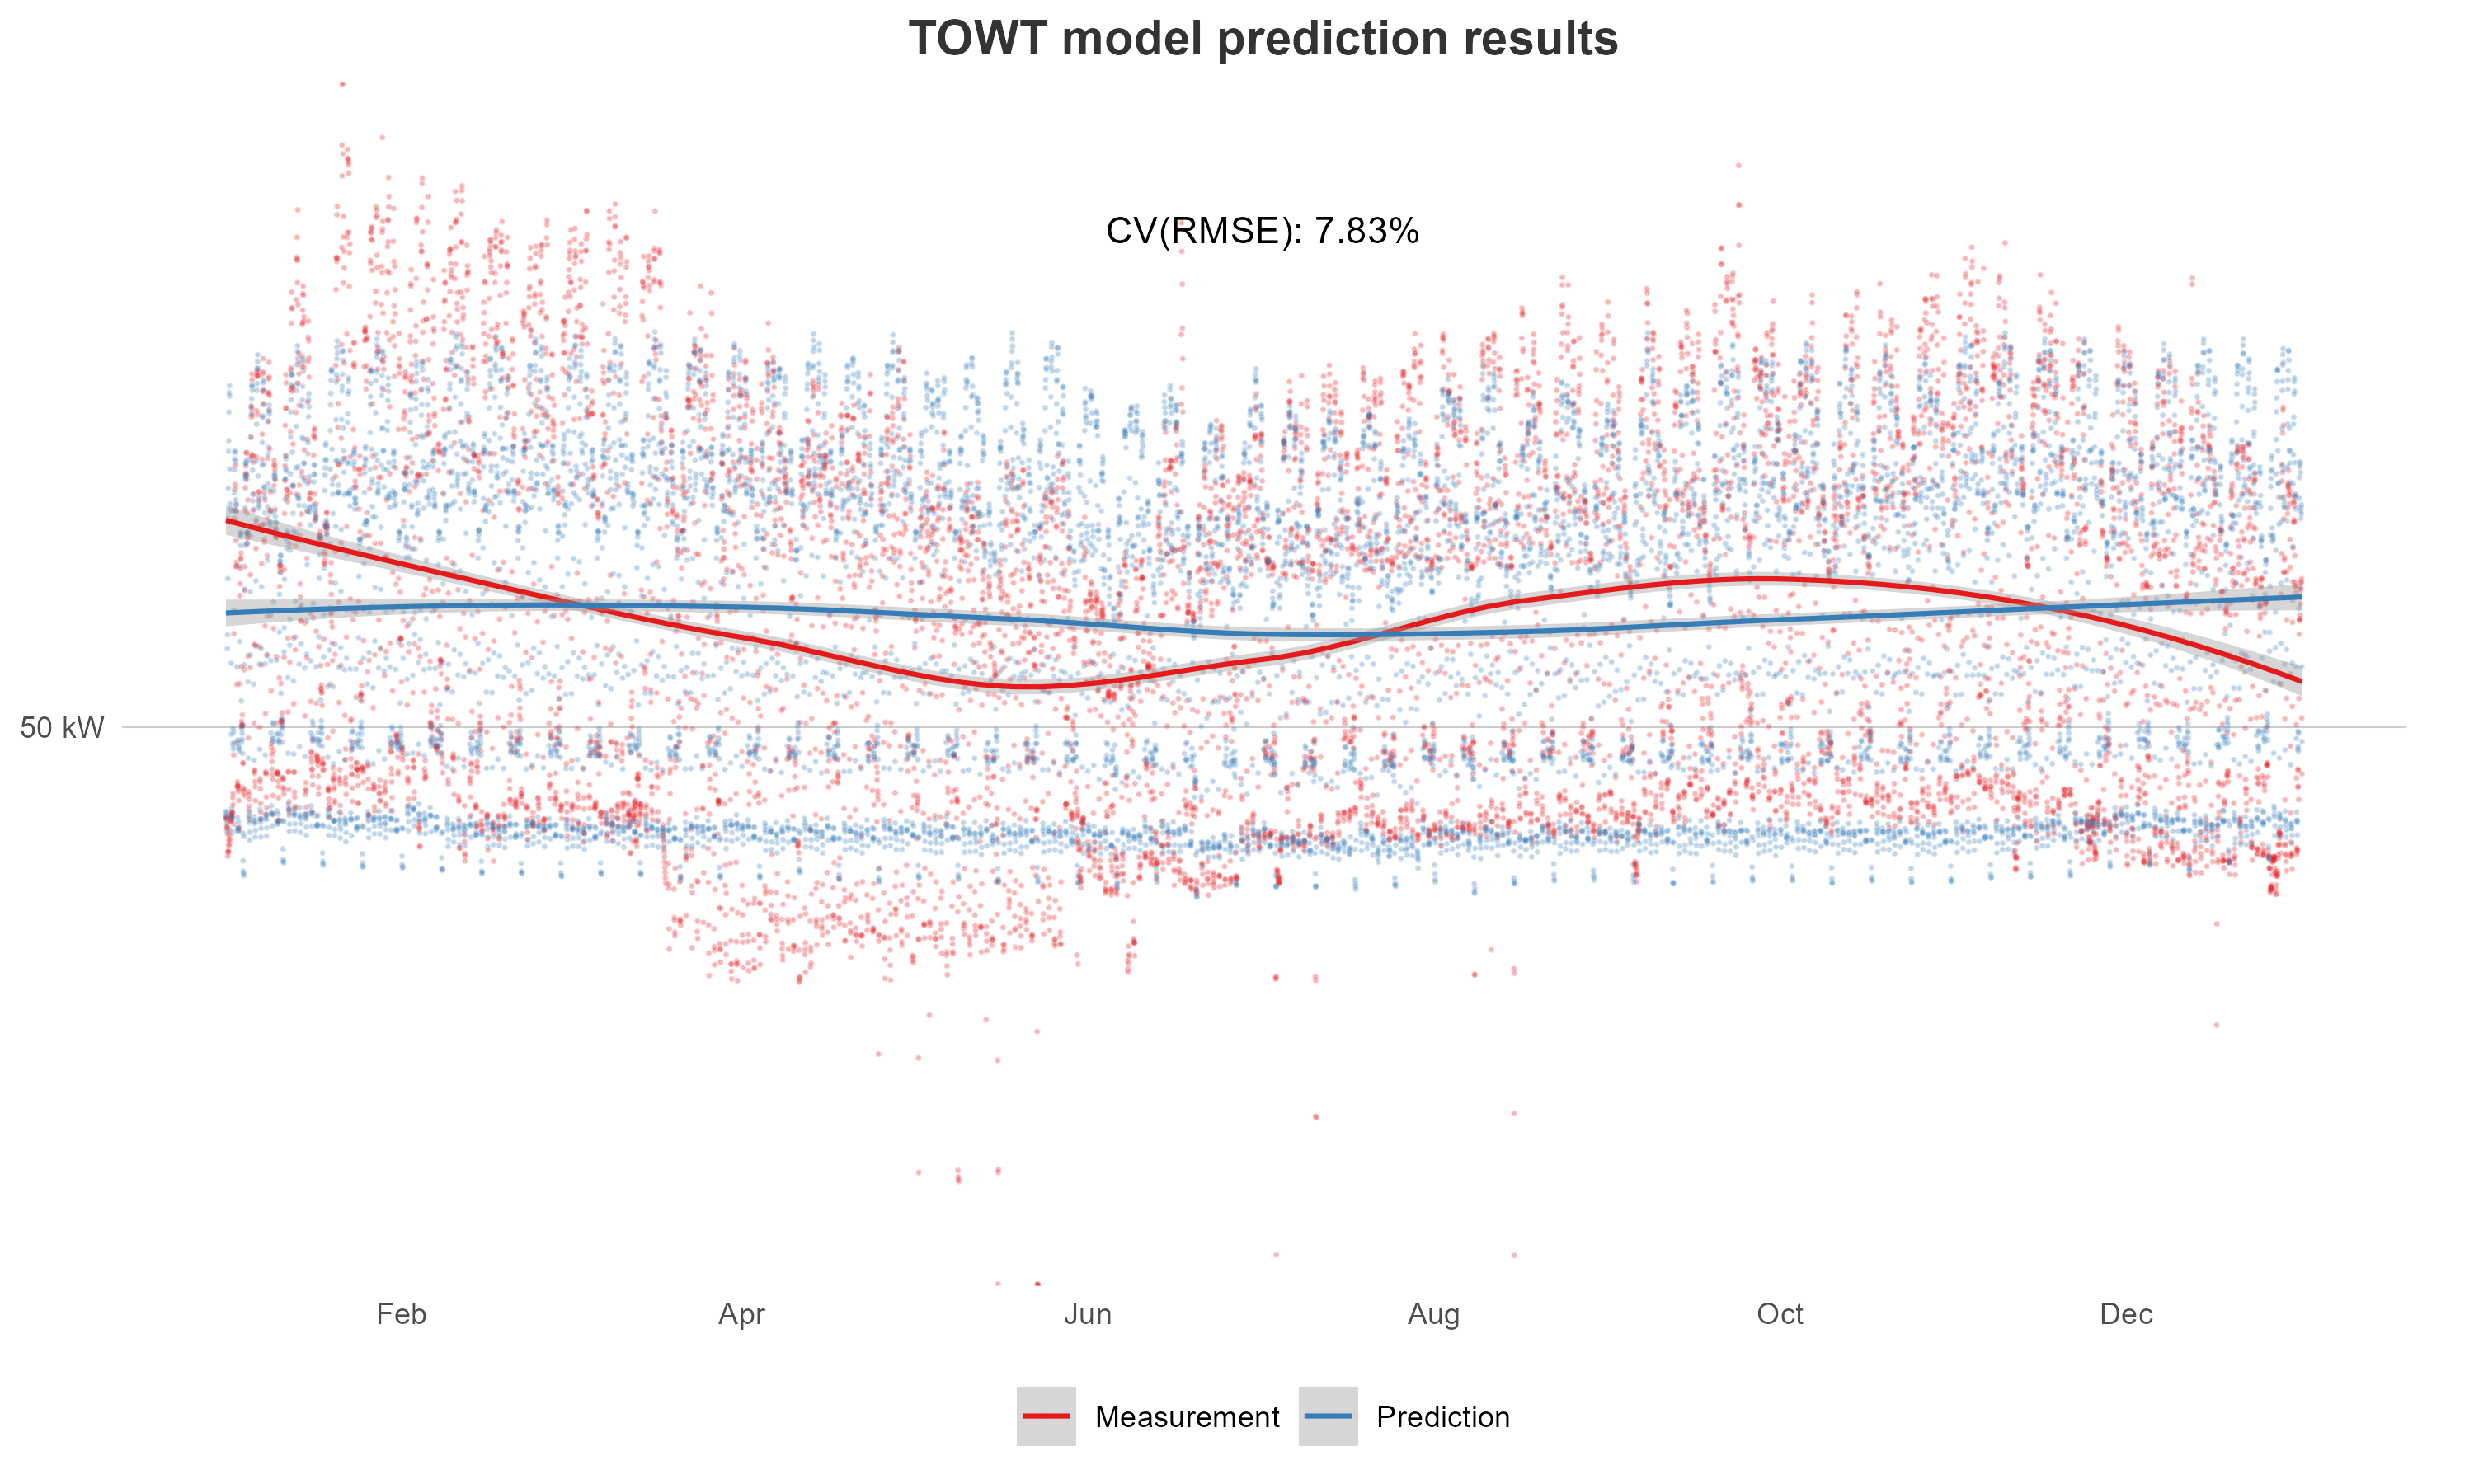 TOWT model prediction results
CV(RMSE): 7.83%
50 kW
Feb Apr Jun Aug Oct Dec
Measurement Prediction